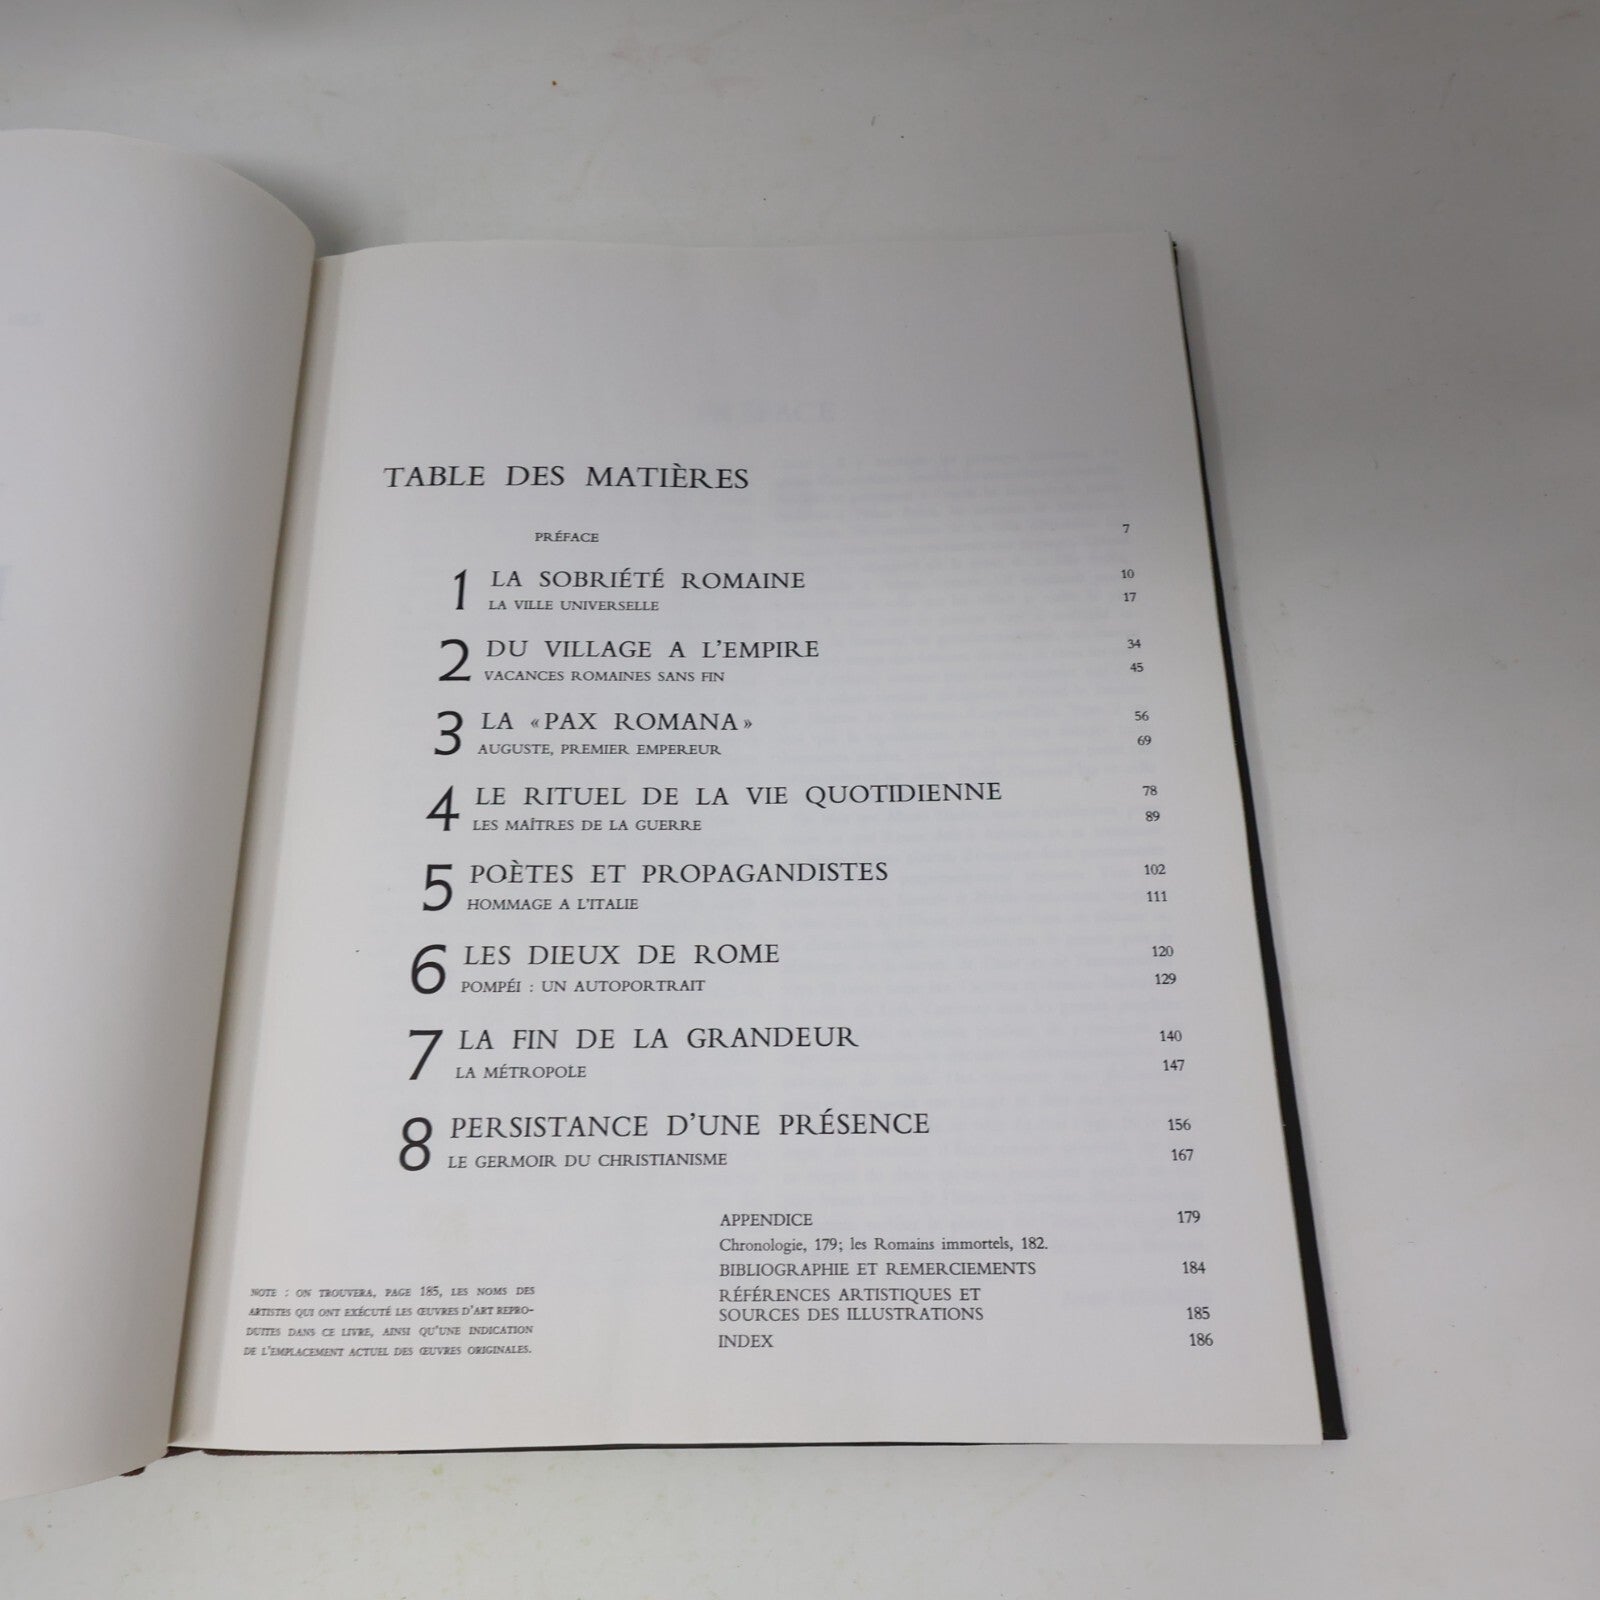 TABLE DES MATIÈRES
PRÉFACE 7
1 LA SOBRIÉTÉ ROMAINE 10
LA VILLE UNIVERSELLE 17
2 DU VILLAGE A L'EMPIRE 34
VACANCES ROMAINES SANS FIN 45
3 LA «PAX ROMANA» 56
AUGUSTE, PREMIER EMPEREUR 69
4 LE RITUEL DE LA VIE QUOTIDIENNE 78
LES MAÎTRES DE LA GUERRE 89
5 POÈTES ET PROPAGANDISTES 102
HOMMAGE A L'ITALIE 111
6 LES DIEUX DE ROME 120
POMPÉI : UN AUTOPORTRAIT 129
7 LA FIN DE LA GRANDEUR 140
LA MÉTROPOLE 147
8 PERSISTANCE D'UNE PRÉSENCE 156
LE GERMOIR DU CHRISTIANISME 167
APPENDICE 179
Chronologie, 179; les Romains immortels, 182.
BIBLIOGRAPHIE ET REMERCIEMENTS 184
RÉFÉRENCES ARTISTIQUES ET
SOURCES DES ILLUSTRATIONS 185
INDEX 186
NOTE : ON TROUVERA, PAGE 185, LES NOMS DES
ARTISTES QUI ONT EXÉCUTÉ LES ŒUVRES D'ART REPRO-
DUITES DANS CE LIVRE, AINSI QU'UNE INDICATION
DE L'EMPLACEMENT ACTUEL DES ŒUVRES ORIGINALES.